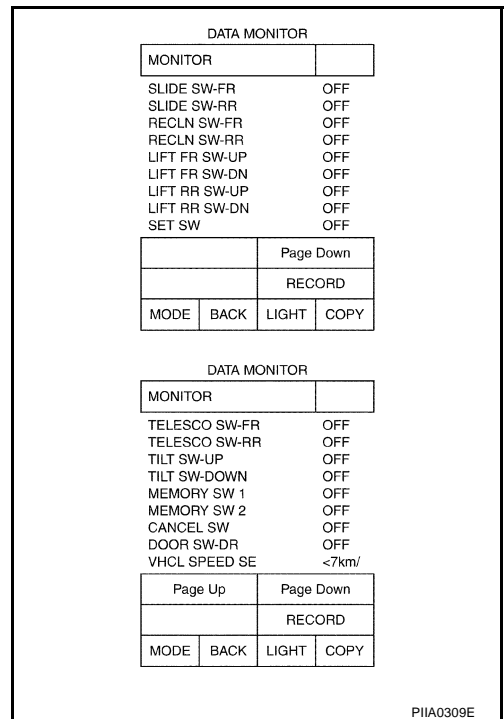 DATA MONITOR
MONITOR
SLIDE SW-FR OFF
SLIDE SW-RR OFF
RECLN SW-FR OFF
RECLN SW-RR OFF
LIFT FR SW-UP OFF
LIFT FR SW-DN OFF
LIFT RR SW-UP OFF
LIFT RR SW-DN OFF
SET SW OFF
Page Down
RECORD
MODE BACK LIGHT COPY
DATA MONITOR
MONITOR
TELESCO SW-FR OFF
TELESCO SW-RR OFF
TILT SW-UP OFF
TILT SW-DOWN OFF
MEMORY SW 1 OFF
MEMORY SW 2 OFF
CANCEL SW OFF
DOOR SW-DR OFF
VHCL SPEED SE <7km/
Page Up Page Down
RECORD
MODE BACK LIGHT COPY
PIIA0309E